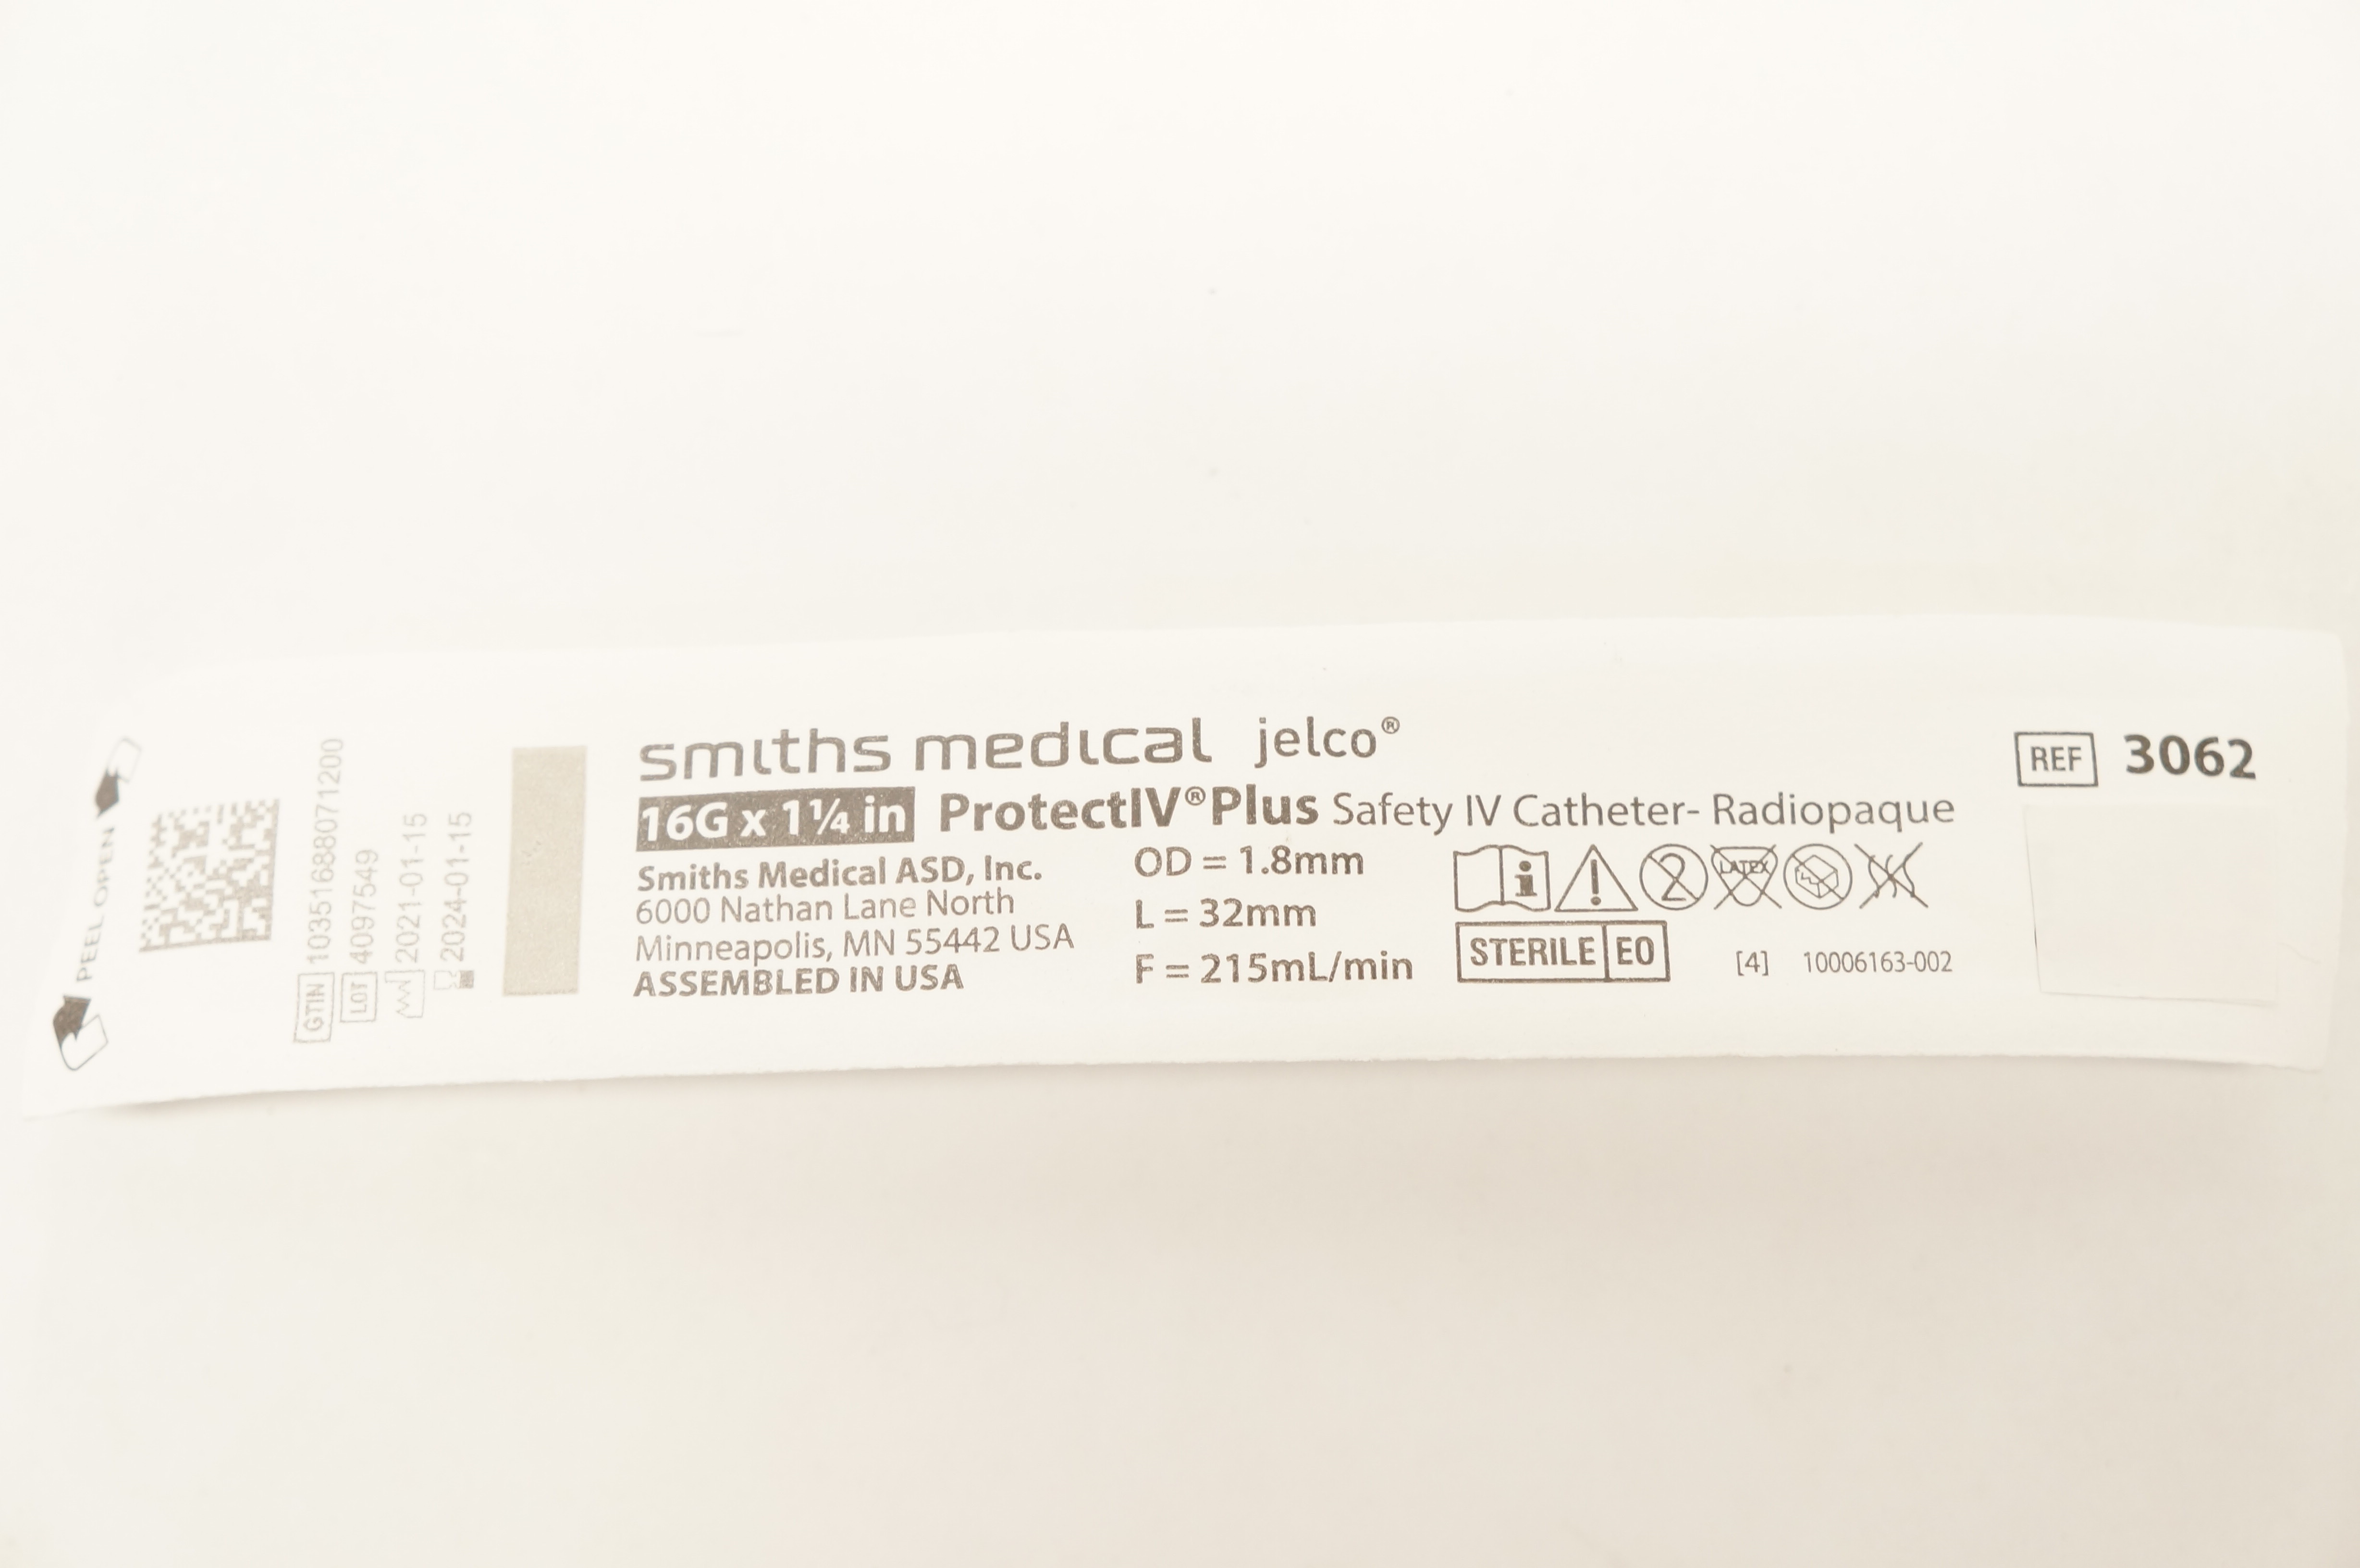 PEEL OPEN
GTIN 10351688071200
LOT 4097549
2021-01-15
2024-01-15
smiths medical jelco®
16G x 1¼ in ProtectIV® Plus Safety IV Catheter- Radiopaque
Smiths Medical ASD, Inc.
6000 Nathan Lane North
Minneapolis, MN 55442 USA
ASSEMBLED IN USA
OD = 1.8mm
L = 32mm
F = 215mL/min
2 LATEX
STERILE EO
[4] 10006163-002
REF 3062